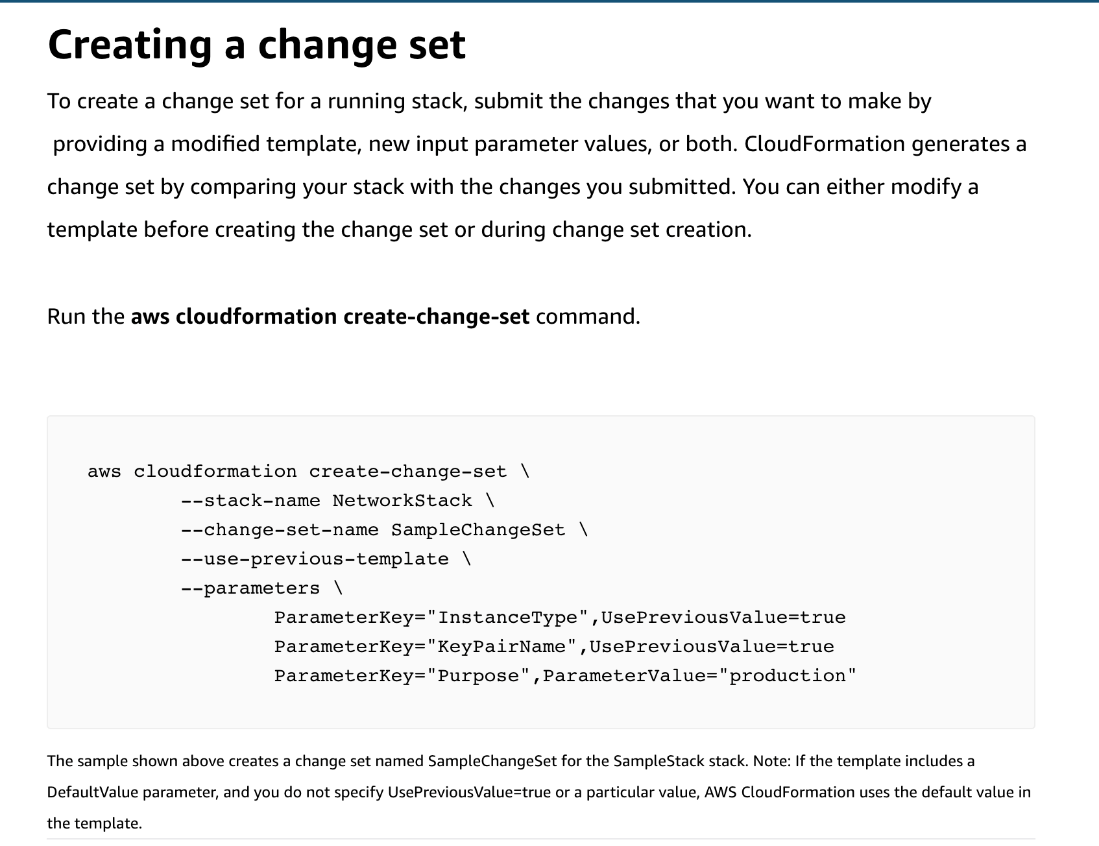 Creating a change set
To create a change set for a running stack, submit the changes that you want to make by
providing a modified template, new input parameter values, or both. CloudFormation generates a
change set by comparing your stack with the changes you submitted. You can either modify a
template before creating the change set or during change set creation.
Run the aws cloudformation create-change-set command.
aws cloudformation create-change-set \
--stack-name NetworkStack \
--change-set-name SampleChangeSet \
--use-previous-template \
--parameters \
ParameterKey="InstanceType",UsePreviousValue=true
ParameterKey="KeyPairName",UsePreviousValue=true
ParameterKey="Purpose",ParameterValue="production"
The sample shown above creates a change set named SampleChangeSet for the SampleStack stack. Note: If the template includes a
DefaultValue parameter, and you do not specify UsePreviousValue=true or a particular value, AWS CloudFormation uses the default value in
the template.